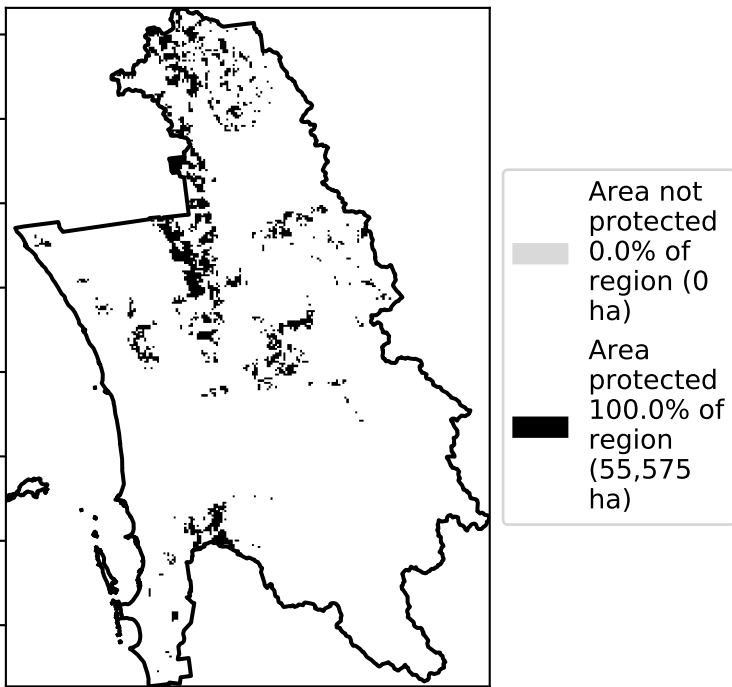 Area not
protected
0.0% of
region (0
ha)
Area
protected
100.0% of
region
(55,575
ha)